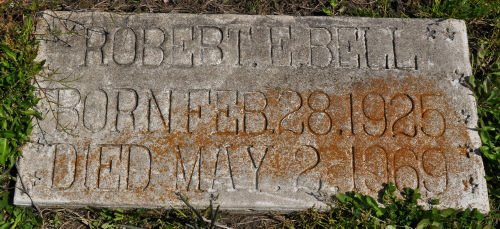 ROBERT. E. BELL
BORN FEB. 28. 1925
DIED MAY. 2. 1969